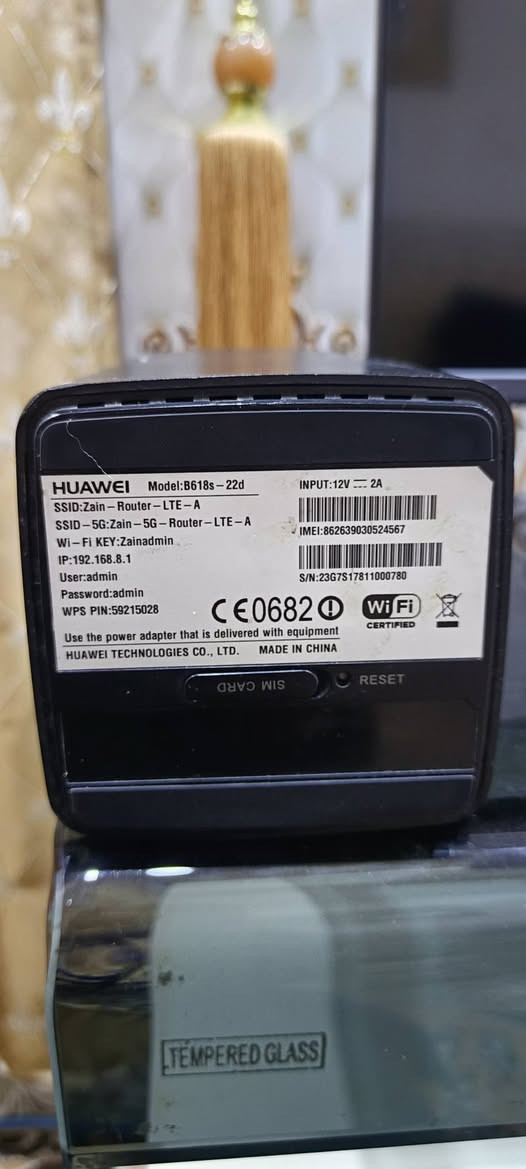 HUAWEI Model:B618s-22d
SSID:Zain-Router-LTE-A
SSID-5G:Zain-5G-Router-LTE-A
Wi-Fi KEY:Zainadmin
IP:192.168.8.1
User:admin
Password:admin
WPS PIN:59215028
INPUT:12V ⎓ 2A
IMEI:862639030524567
S/N:23G7S17811000780
CE0682
Wi Fi
CERTIFIED
Use the power adapter that is delivered with equipment
HUAWEI TECHNOLOGIES CO., LTD. MADE IN CHINA
SIM CARD
RESET
TEMPERED GLASS